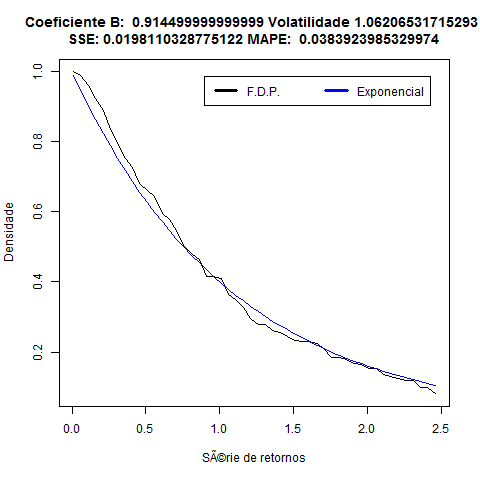 Coeficiente B:  0.914499999999999 Volatilidade 1.06206531715293
SSE: 0.0198110328775122 MAPE:  0.0383923985329974
F.D.P.
Exponencial
Densidade
1.0
0.8
0.6
0.4
0.2
0.0
0.5
1.0
1.5
2.0
2.5
SÃ©rie de retornos